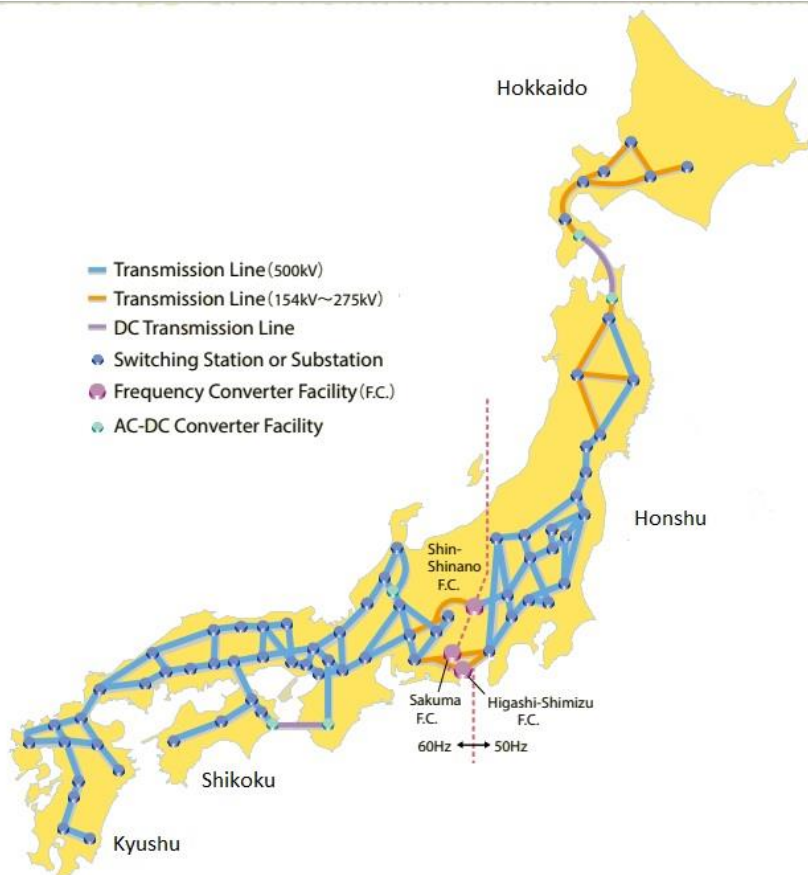 Hokkaido
Transmission Line(500kV)
Transmission Line(154kV～275kV)
DC Transmission Line
Switching Station or Substation
Frequency Converter Facility(F.C.)
AC-DC Converter Facility
Honshu
Shin-
Shinano
F.C.
Sakuma
F.C.
Higashi-Shimizu
F.C.
60Hz
50Hz
Shikoku
Kyushu